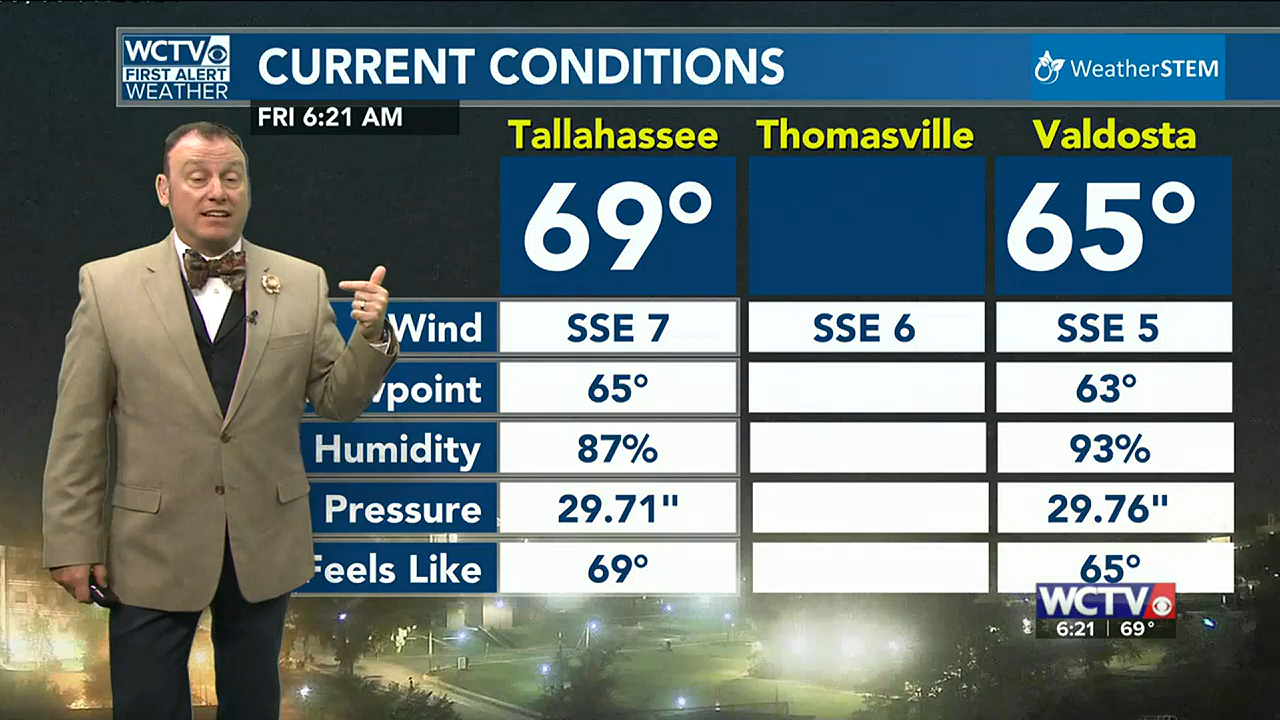 WCTV
FIRST ALERT
WEATHER
CURRENT CONDITIONS
WeatherSTEM
FRI 6:21 AM
Tallahassee Thomasville Valdosta
69° 65°
Wind SSE 7 SSE 6 SSE 5
wpoint 65° 63°
Humidity 87% 93%
Pressure 29.71" 29.76"
Feels Like 69° 65°
WCTV
6:21 | 69°